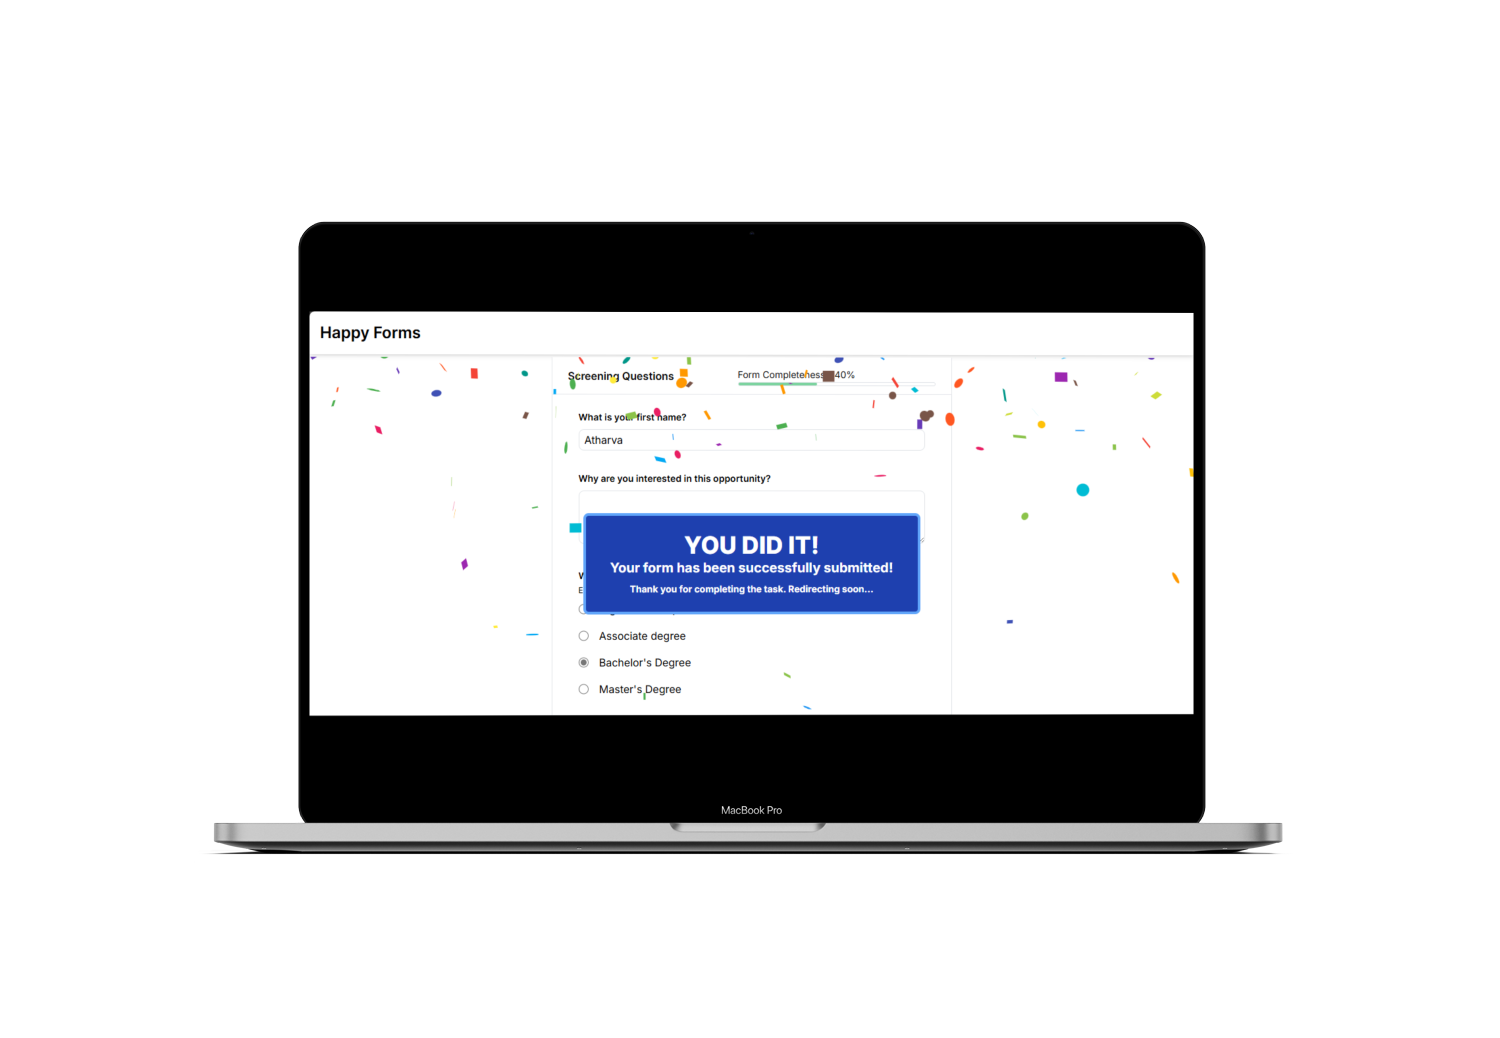 Happy Forms
Screening Questions
Form Completeness 40%
What is your first name?
Atharva
Why are you interested in this opportunity?
YOU DID IT!
Your form has been successfully submitted!
Thank you for completing the task. Redirecting soon...
Associate degree
Bachelor's Degree
Master's Degree
MacBook Pro